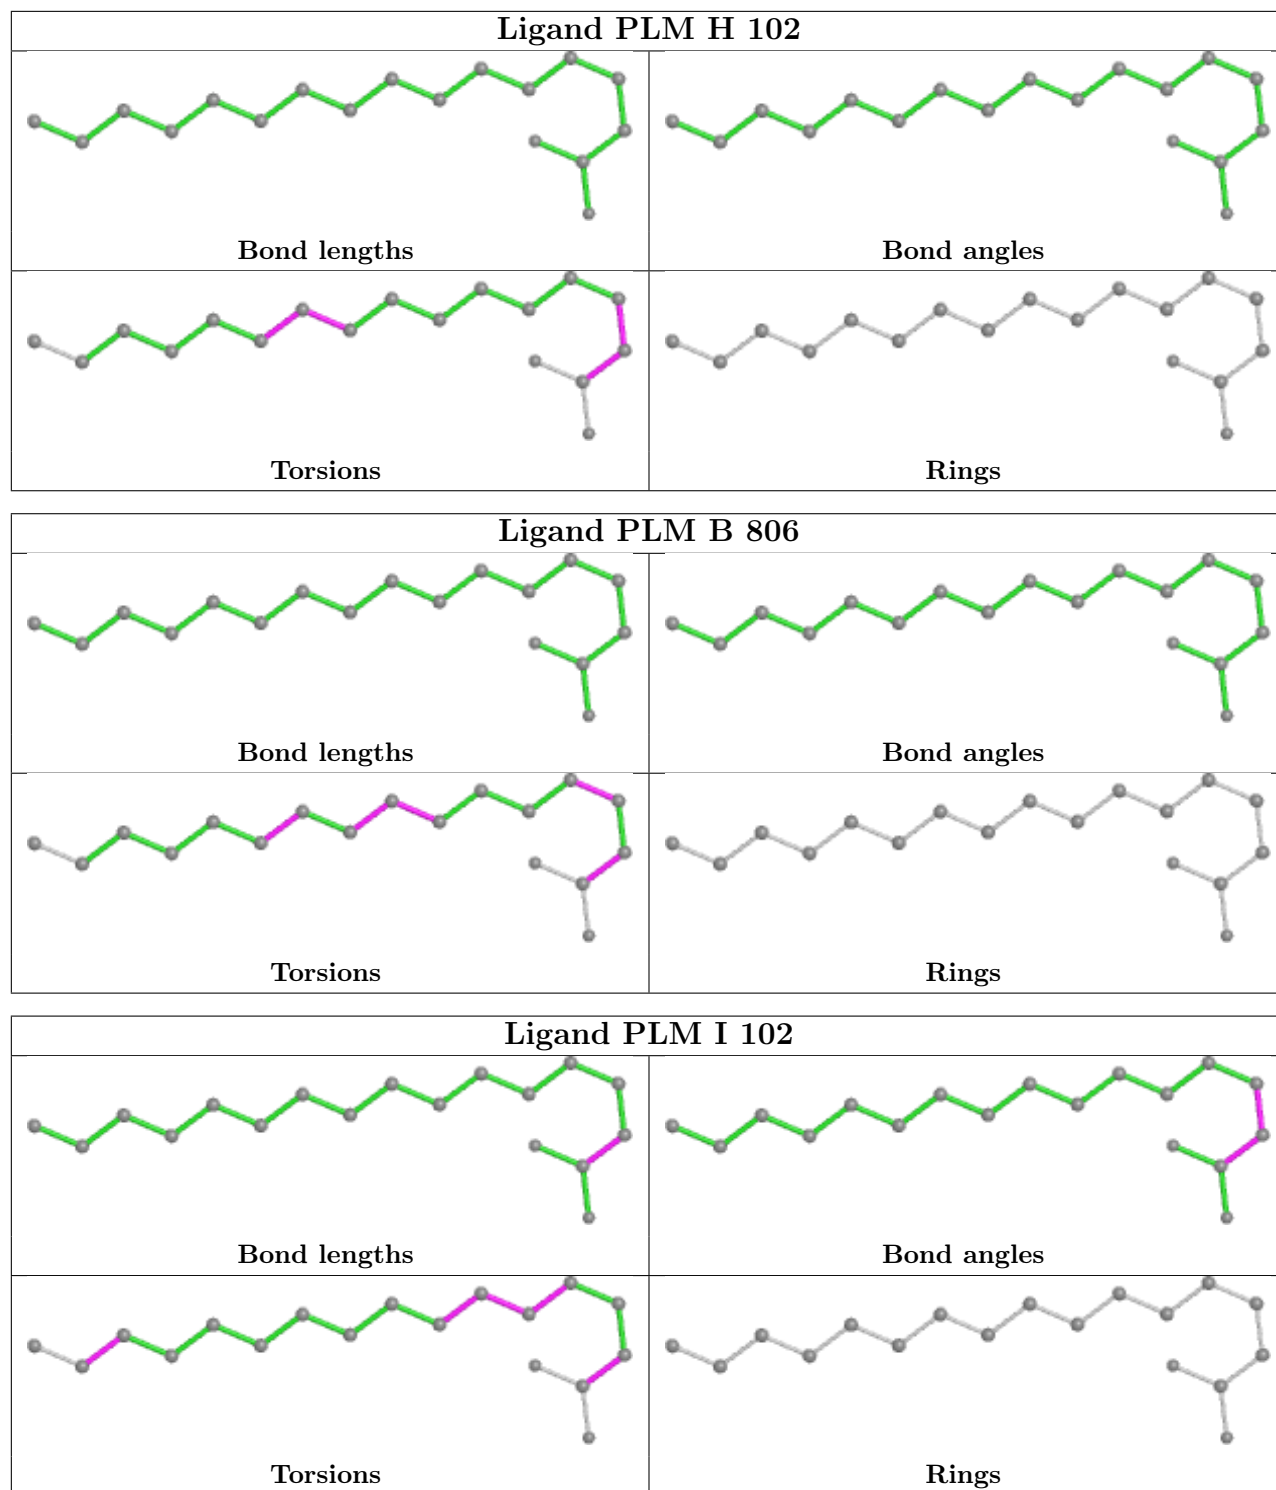 Ligand PLM H 102
Bond lengths
Bond angles
Torsions
Rings
Ligand PLM B 806
Bond lengths
Bond angles
Torsions
Rings
Ligand PLM I 102
Bond lengths
Bond angles
Torsions
Rings